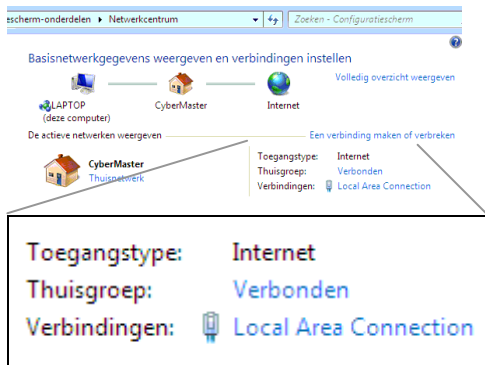 escherm-onderdelen ▸ Netwerkcentrum
Zoeken - Configuratiescherm
Basisnetwerkgegevens weergeven en verbindingen instellen
Volledig overzicht weergeven
LAPTOP
(deze computer)
CyberMaster
Internet
De actieve netwerken weergeven
Een verbinding maken of verbreken
CyberMaster
Thuisnetwerk
Toegangstype: Internet
Thuisgroep: Verbonden
Verbindingen: Local Area Connection
Toegangstype: Internet
Thuisgroep: Verbonden
Verbindingen: Local Area Connection